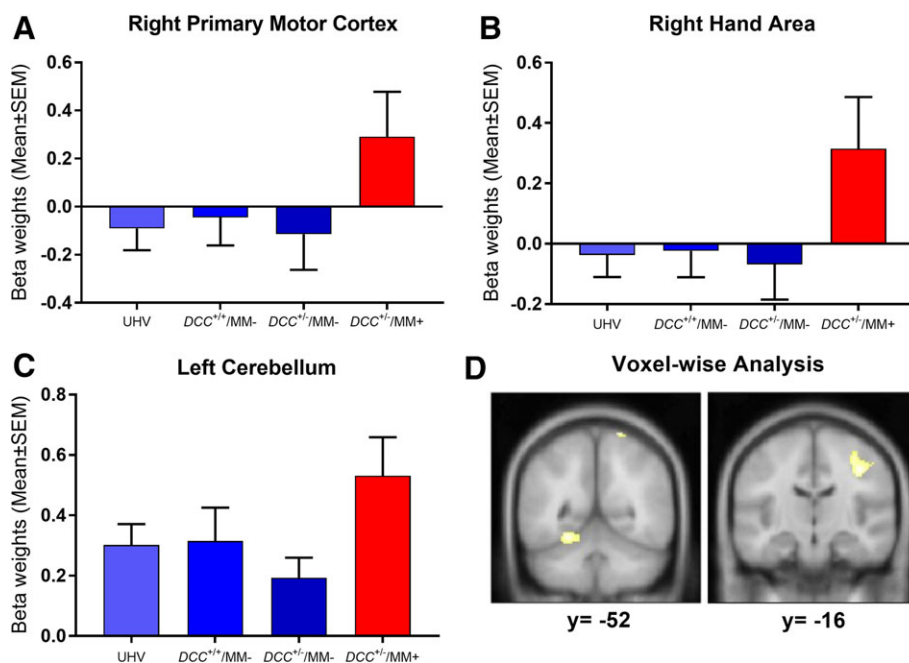 A
Right Primary Motor Cortex
Beta weights (Mean±SEM)
0.6
0.4
0.2
0.0
-0.2
-0.4
UHV
DCC+/+/MM-
DCC+/-/MM-
DCC+/-/MM+
B
Right Hand Area
Beta weights (Mean±SEM)
0.6
0.4
0.2
0.0
-0.2
UHV
DCC+/+/MM-
DCC+/-/MM-
DCC+/-/MM+
C
Left Cerebellum
Beta weights (Mean±SEM)
0.8
0.6
0.4
0.2
0.0
UHV
DCC+/+/MM-
DCC+/-/MM-
DCC+/-/MM+
D
Voxel-wise Analysis
y= -52
y= -16